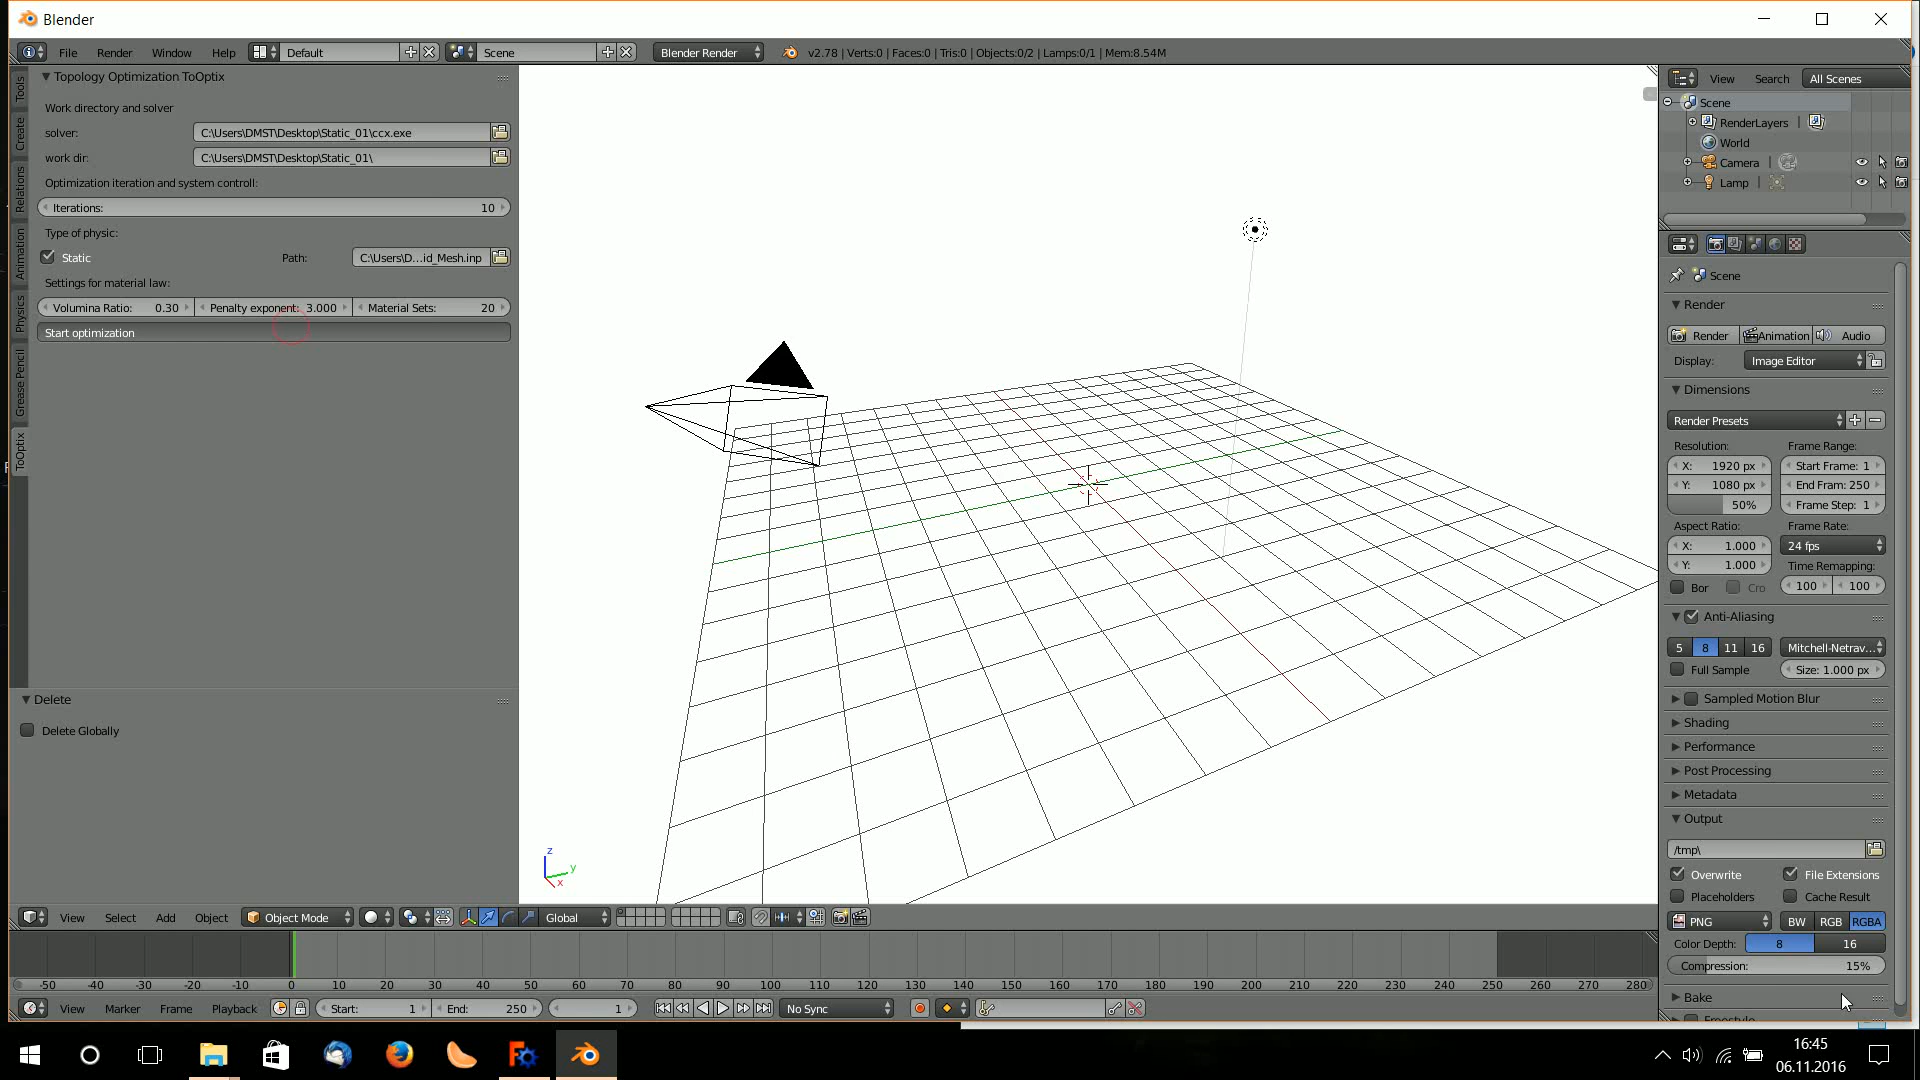 Blender
File Render Window Help Default Scene Blender Render v2.78 | Verts:0 | Faces:0 | Tris:0 | Objects:0/2 | Lamps:0/1 | Mem:8.54M
Tools
Create
Relations
Animation
Physics
Grease Pencil
ToOptix
Topology Optimization ToOptix
Work directory and solver
solver: C:\Users\DMST\Desktop\Static_01\ccx.exe
work dir: C:\Users\DMST\Desktop\Static_01\
Optimization iteration and system controll:
Iterations: 10
Type of physic:
Static Path: C:\Users\D...id_Mesh.inp
Settings for material law:
Volumina Ratio: 0.30 Penalty exponent: 3.000 Material Sets: 20
Start optimization
Delete
Delete Globally
z
y
x
View Search All Scenes
Scene
RenderLayers |
World
Camera |
Lamp |
Scene
Render
Render Animation Audio
Display: Image Editor
Dimensions
Render Presets
Resolution: Frame Range:
X: 1920 px Start Frame: 1
Y: 1080 px End Fram: 250
50% Frame Step: 1
Aspect Ratio: Frame Rate:
X: 1.000 24 fps
Y: 1.000 Time Remapping:
Bor Cro 100 100
Anti-Aliasing
5 8 11 16 Mitchell-Netrav...
Full Sample Size: 1.000 px
Sampled Motion Blur
Shading
Performance
Post Processing
Metadata
Output
/tmp\
Overwrite File Extensions
Placeholders Cache Result
PNG BW RGB RGBA
Color Depth: 8 16
Compression: 15%
Bake
View Select Add Object Object Mode Global
-50 -40 -30 -20 -10 0 10 20 30 40 50 60 70 80 90 100 110 120 130 140 150 160 170 180 190 200 210 220 230 240 250 260 270 280
View Marker Frame Playback Start: 1 End: 250 1 No Sync
16:45
06.11.2016